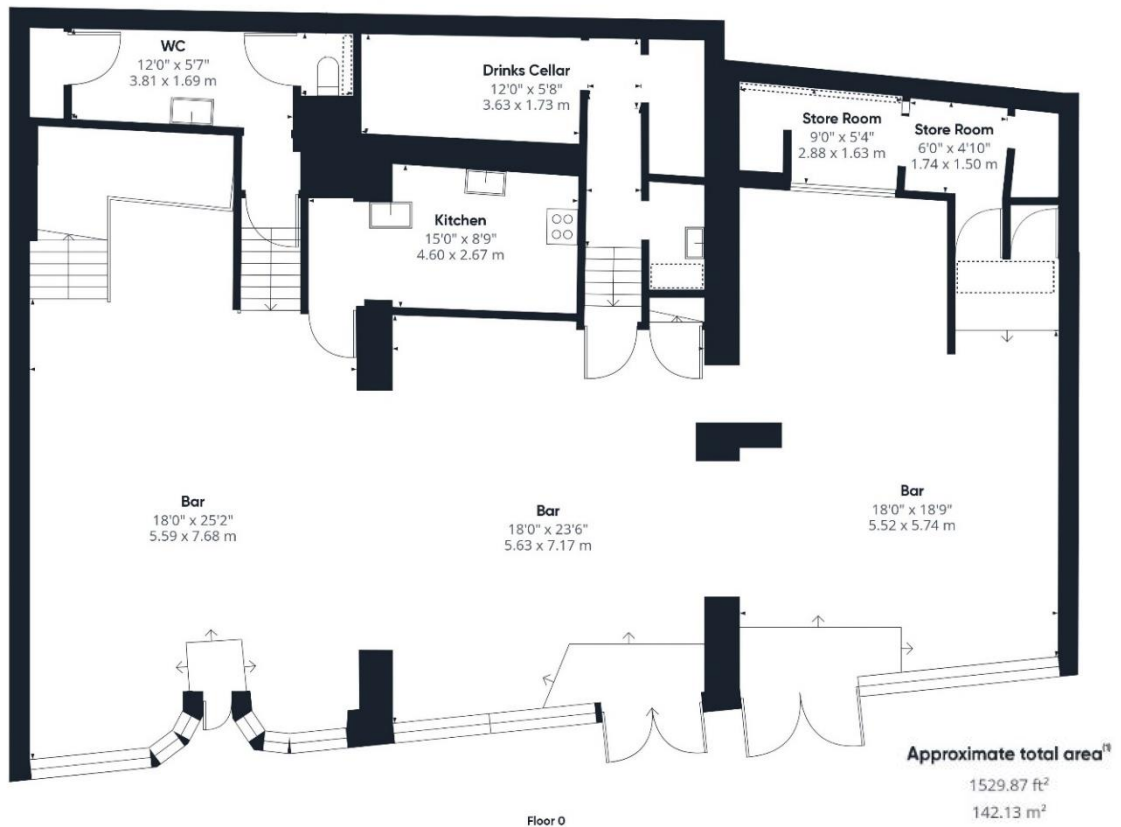 WC
12'0" x 5'7"
3.81 x 1.69 m
Drinks Cellar
12'0" x 5'8"
3.63 x 1.73 m
Store Room
9'0" x 5'4"
2.88 x 1.63 m
Store Room
6'0" x 4'10"
1.74 x 1.50 m
Kitchen
15'0" x 8'9"
4.60 x 2.67 m
Bar
18'0" x 25'2"
5.59 x 7.68 m
Bar
18'0" x 23'6"
5.63 x 7.17 m
Bar
18'0" x 18'9"
5.52 x 5.74 m
Approximate total area⁽¹⁾
1529.87 ft²
142.13 m²
Floor 0